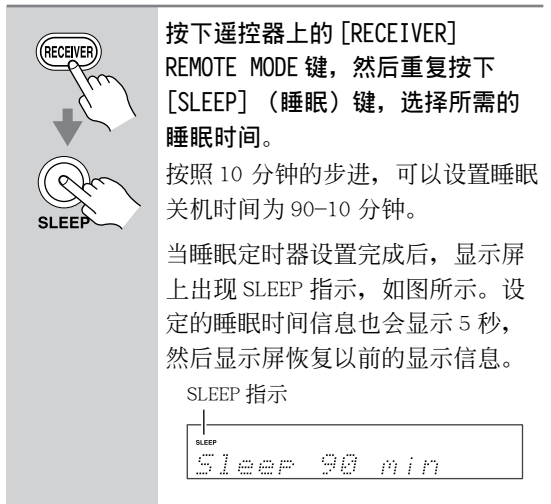 RECEIVER
SLEEP
按下遥控器上的 [RECEIVER]
REMOTE MODE 键，然后重复按下
[SLEEP] （睡眠）键，选择所需的
睡眠时间。
按照 10 分钟的步进，可以设置睡眠
关机时间为 90-10 分钟。
当睡眠定时器设置完成后，显示屏
上出现 SLEEP 指示，如图所示。设
定的睡眠时间信息也会显示 5 秒，
然后显示屏恢复以前的显示信息。
SLEEP 指示
SLEEP
Sleep 90 min